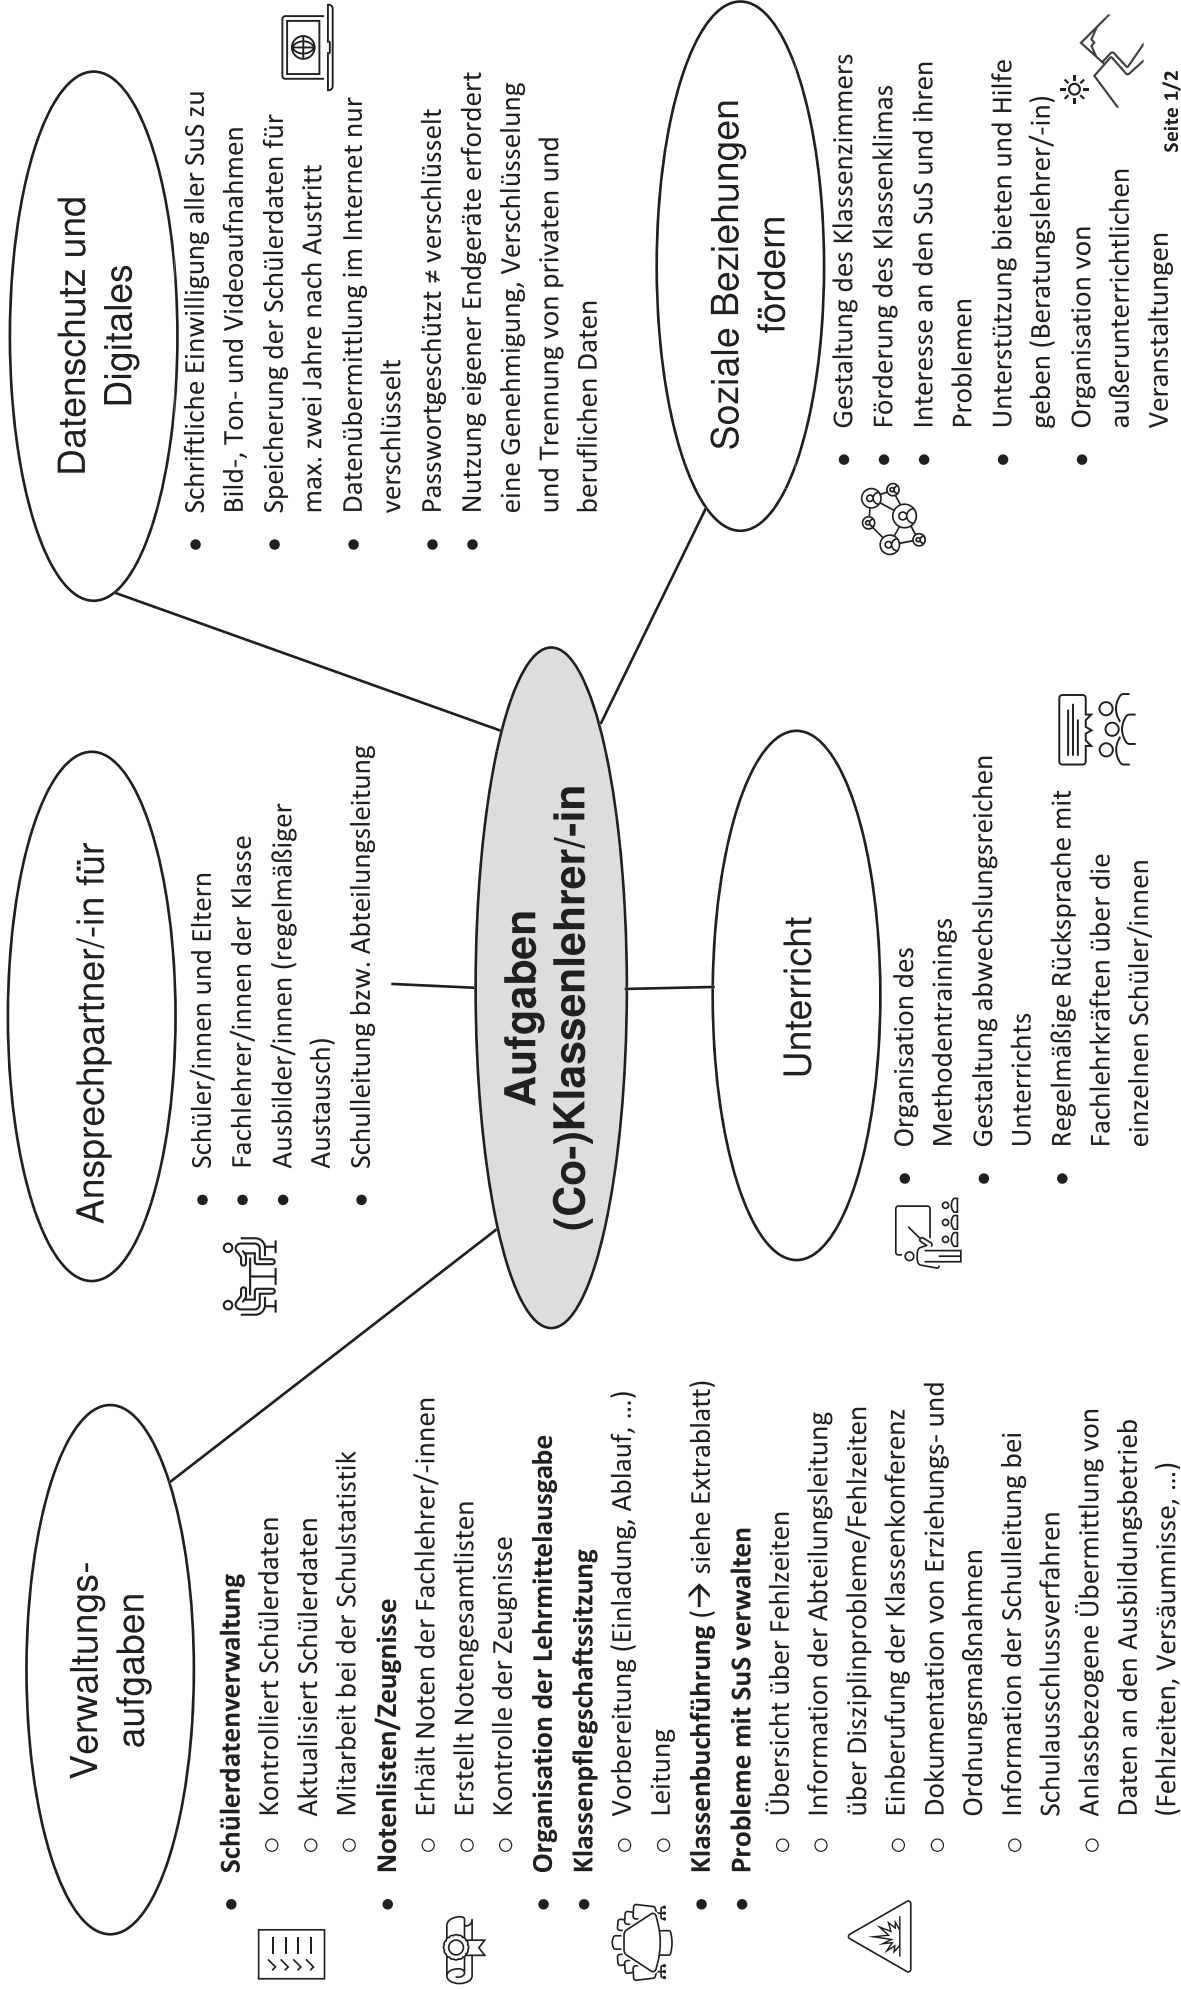 Verwaltungs-
aufgaben
• Schülerdatenverwaltung
○ Kontrolliert Schülerdaten
○ Aktualisiert Schülerdaten
○ Mitarbeit bei der Schulstatistik
• Notenlisten/Zeugnisse
○ Erhält Noten der Fachlehrer/-innen
○ Erstellt Notengesamtlisten
○ Kontrolle der Zeugnisse
• Organisation der Lehrmittelausgabe
• Klassenpflegschaftssitzung
○ Vorbereitung (Einladung, Ablauf, ...)
○ Leitung
• Klassenbuchführung (→ siehe Extrablatt)
• Probleme mit SuS verwalten
○ Übersicht über Fehlzeiten
○ Information der Abteilungsleitung
über Disziplinprobleme/Fehlzeiten
○ Einberufung der Klassenkonferenz
○ Dokumentation von Erziehungs- und
Ordnungsmaßnahmen
○ Information der Schulleitung bei
Schulausschlussverfahren
○ Anlassbezogene Übermittlung von
Daten an den Ausbildungsbetrieb
(Fehlzeiten, Versäumnisse, ...)
Ansprechpartner/-in für
• Schüler/innen und Eltern
• Fachlehrer/innen der Klasse
• Ausbilder/innen (regelmäßiger
Austausch)
• Schulleitung bzw. Abteilungsleitung
Aufgaben
(Co-)Klassenlehrer/-in
Unterricht
• Organisation des
Methodentrainings
• Gestaltung abwechslungsreichen
Unterrichts
• Regelmäßige Rücksprache mit
Fachlehrkräften über die
einzelnen Schüler/innen
Datenschutz und
Digitales
• Schriftliche Einwilligung aller SuS zu
Bild-, Ton- und Videoaufnahmen
• Speicherung der Schülerdaten für
max. zwei Jahre nach Austritt
• Datenübermittlung im Internet nur
verschlüsselt
• Passwortgeschützt ≠ verschlüsselt
• Nutzung eigener Endgeräte erfordert
eine Genehmigung, Verschlüsselung
und Trennung von privaten und
beruflichen Daten
Soziale Beziehungen
fördern
• Gestaltung des Klassenzimmers
• Förderung des Klassenklimas
• Interesse an den SuS und ihren
Problemen
• Unterstützung bieten und Hilfe
geben (Beratungslehrer/-in)
• Organisation von
außerunterrichtlichen
Veranstaltungen
Seite 1/2